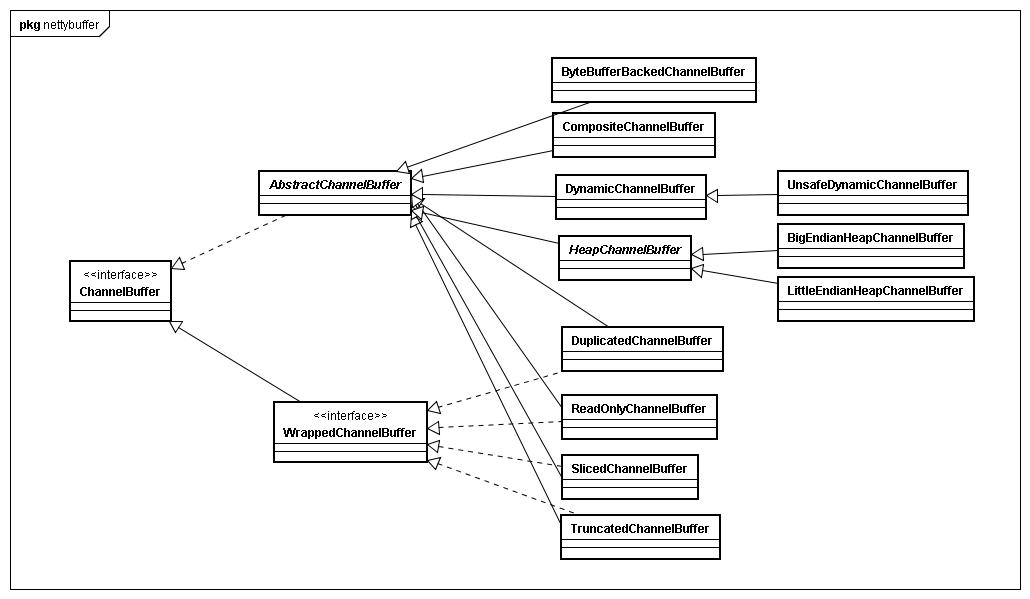 pkg nettybuffer
ByteBufferBackedChannelBuffer
CompositeChannelBuffer
AbstractChannelBuffer
DynamicChannelBuffer
UnsafeDynamicChannelBuffer
HeapChannelBuffer
BigEndianHeapChannelBuffer
<<interface>>
ChannelBuffer
LittleEndianHeapChannelBuffer
DuplicatedChannelBuffer
<<interface>>
WrappedChannelBuffer
ReadOnlyChannelBuffer
SlicedChannelBuffer
TruncatedChannelBuffer